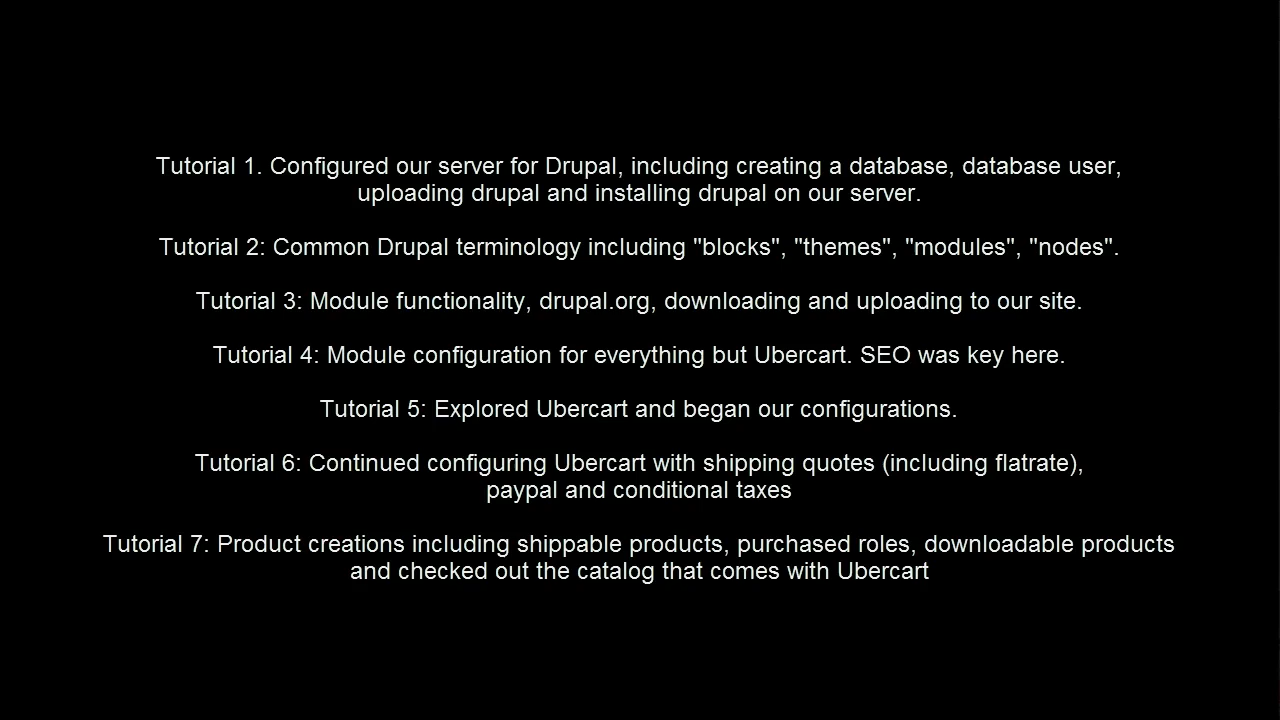 Tutorial 1. Configured our server for Drupal, including creating a database, database user,
uploading drupal and installing drupal on our server.
Tutorial 2: Common Drupal terminology including "blocks", "themes", "modules", "nodes".
Tutorial 3: Module functionality, drupal.org, downloading and uploading to our site.
Tutorial 4: Module configuration for everything but Ubercart. SEO was key here.
Tutorial 5: Explored Ubercart and began our configurations.
Tutorial 6: Continued configuring Ubercart with shipping quotes (including flatrate),
paypal and conditional taxes
Tutorial 7: Product creations including shippable products, purchased roles, downloadable products
and checked out the catalog that comes with Ubercart